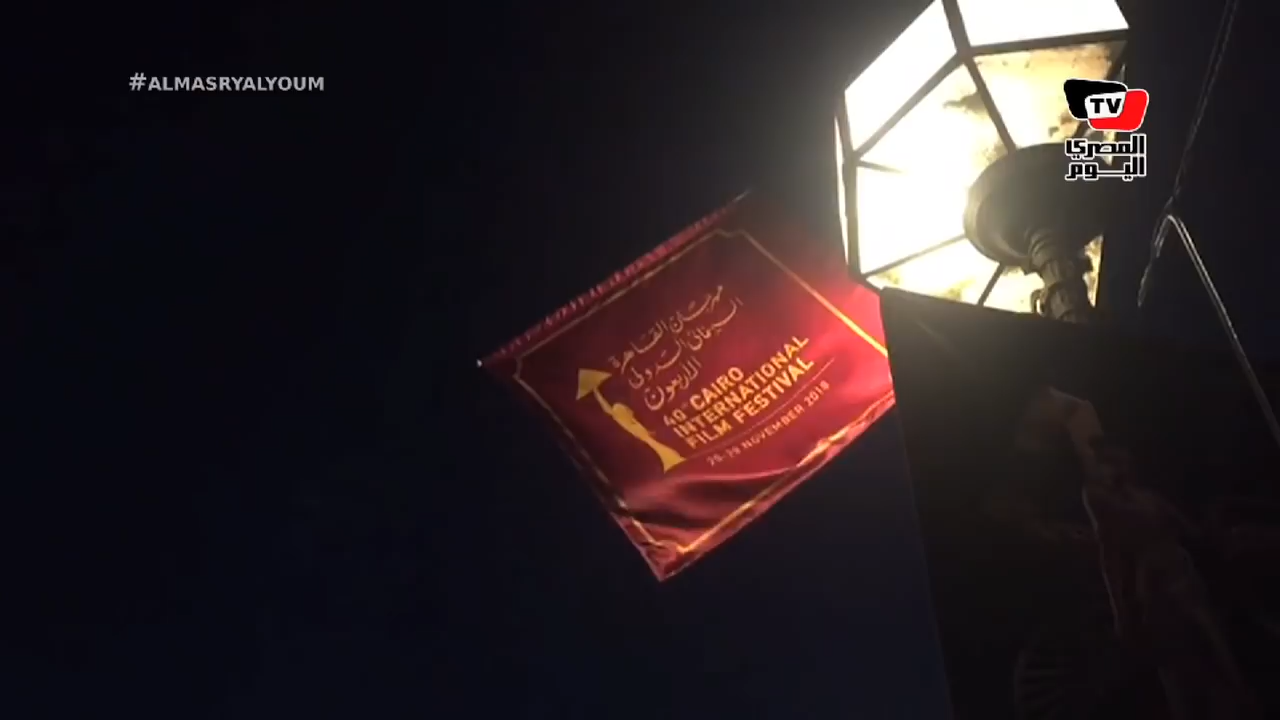 #ALMASRYALYOUM
TV
المصري
اليوم
مهرجان القاهرة
السينمائي الدولي
الأربعون
40th CAIRO
INTERNATIONAL
FILM FESTIVAL
20-29 NOVEMBER 2018